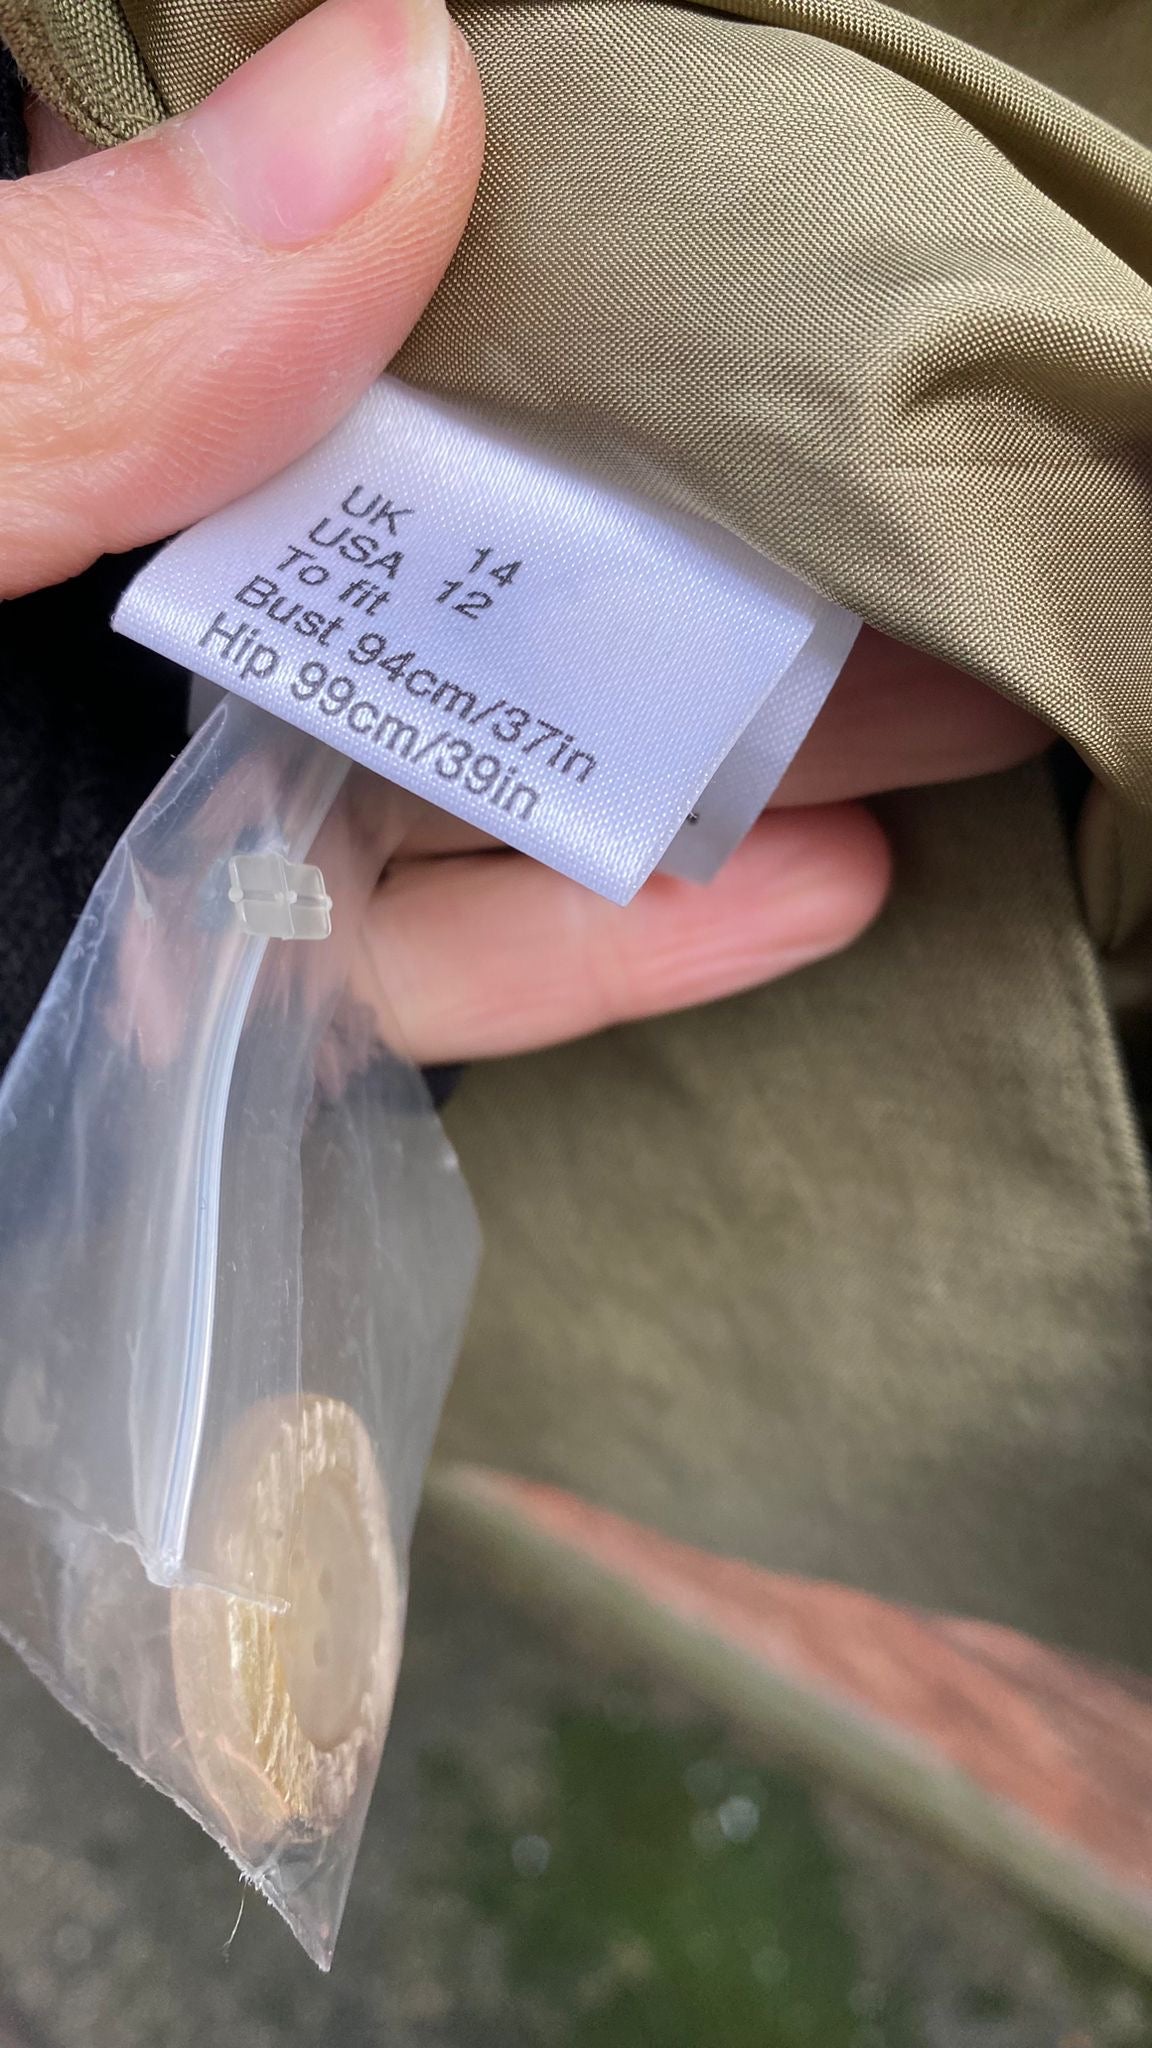 UK 14
USA 12
To fit
Bust 94cm/37in
Hip 99cm/39in